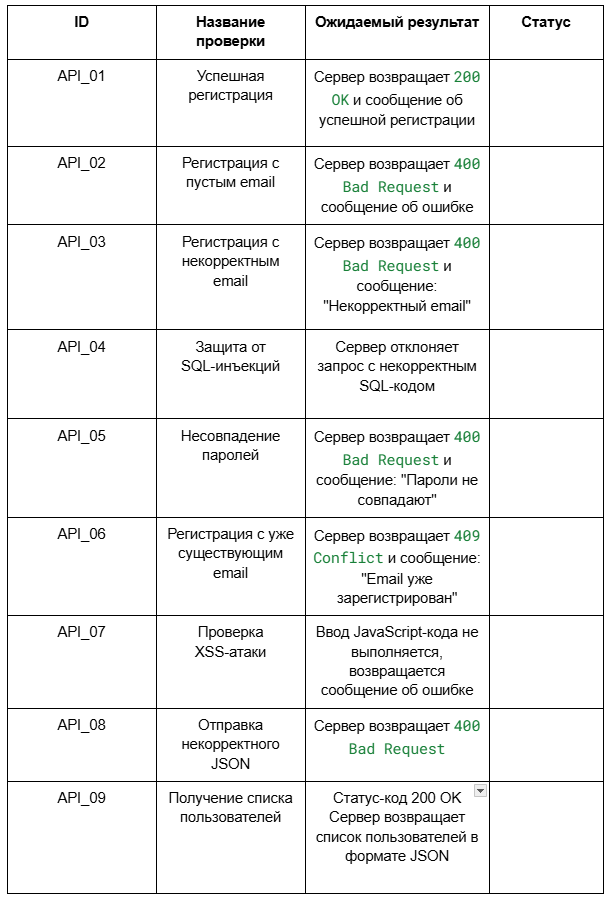 ID
Название
проверки
Ожидаемый результат
Статус
API_01
Успешная
регистрация
Сервер возвращает 200
OK и сообщение об
успешной регистрации
API_02
Регистрация с
пустым email
Сервер возвращает 400
Bad Request и
сообщение об ошибке
API_03
Регистрация с
некорректным
email
Сервер возвращает 400
Bad Request и
сообщение:
"Некорректный email"
API_04
Защита от
SQL-инъекций
Сервер отклоняет
запрос с некорректным
SQL-кодом
API_05
Несовпадение
паролей
Сервер возвращает 400
Bad Request и
сообщение: "Пароли не
совпадают"
API_06
Регистрация с уже
существующим
email
Сервер возвращает 409
Conflict и сообщение:
"Email уже
зарегистрирован"
API_07
Проверка
XSS-атаки
Ввод JavaScript-кода не
выполняется,
возвращается
сообщение об ошибке
API_08
Отправка
некорректного
JSON
Сервер возвращает 400
Bad Request
API_09
Получение списка
пользователей
Статус-код 200 OK
Сервер возвращает
список пользователей в
формате JSON